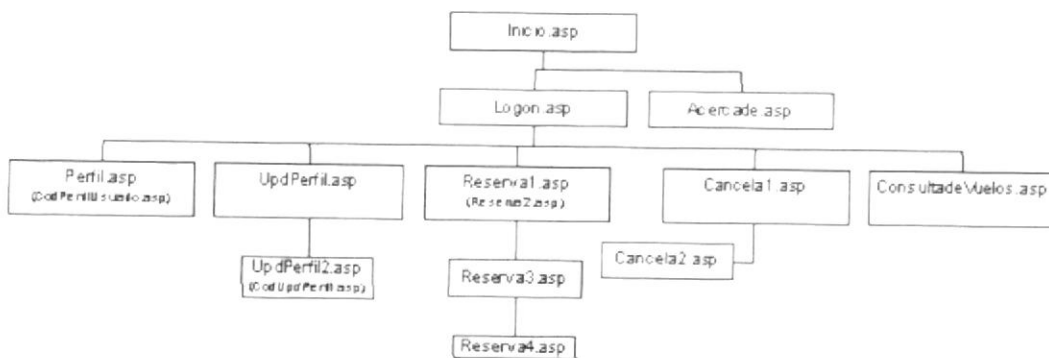 Inicio.asp
Logon.asp
Acercade.asp
Perfil.asp
(CodPerfilUsuario.asp)
UpdPerfil.asp
Reserva1.asp
(Reserva2.asp)
Cancela1.asp
ConsultadeVuelos.asp
UpdPerfil2.asp
(CodUpdPerfil.asp)
Reserva3.asp
Cancela2.asp
Reserva4.asp